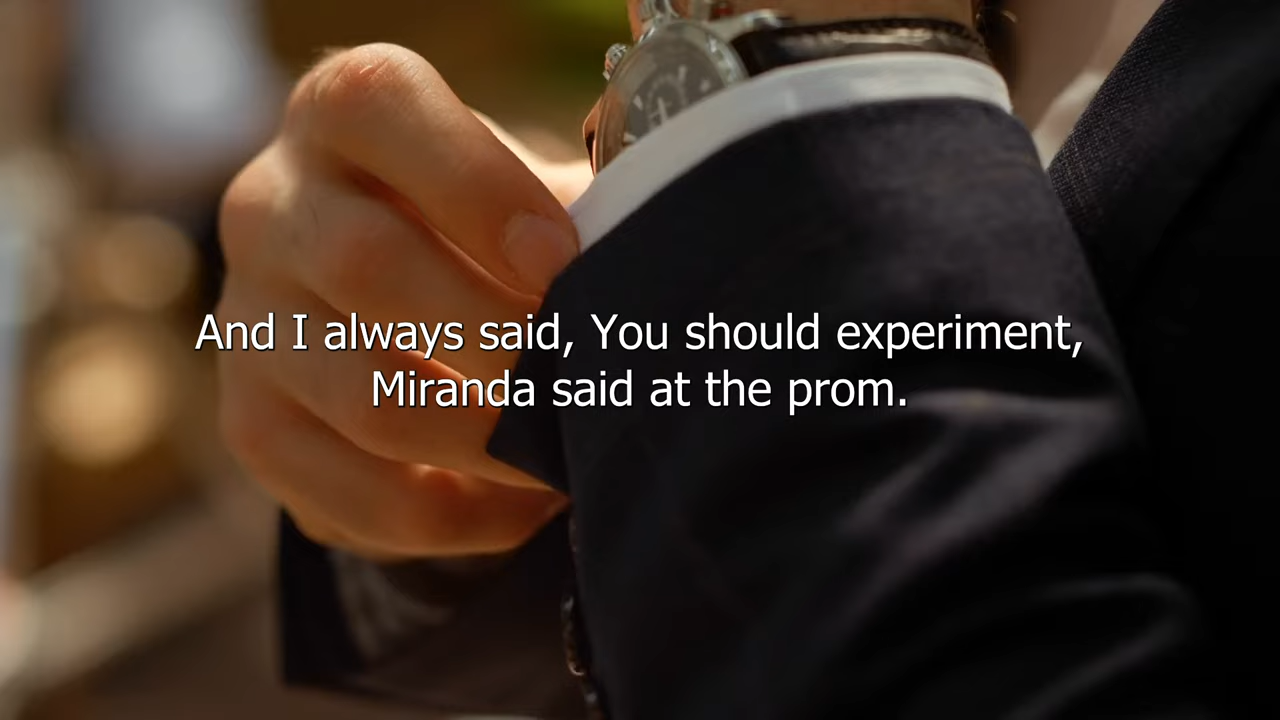 And I always said, You should experiment,
Miranda said at the prom.